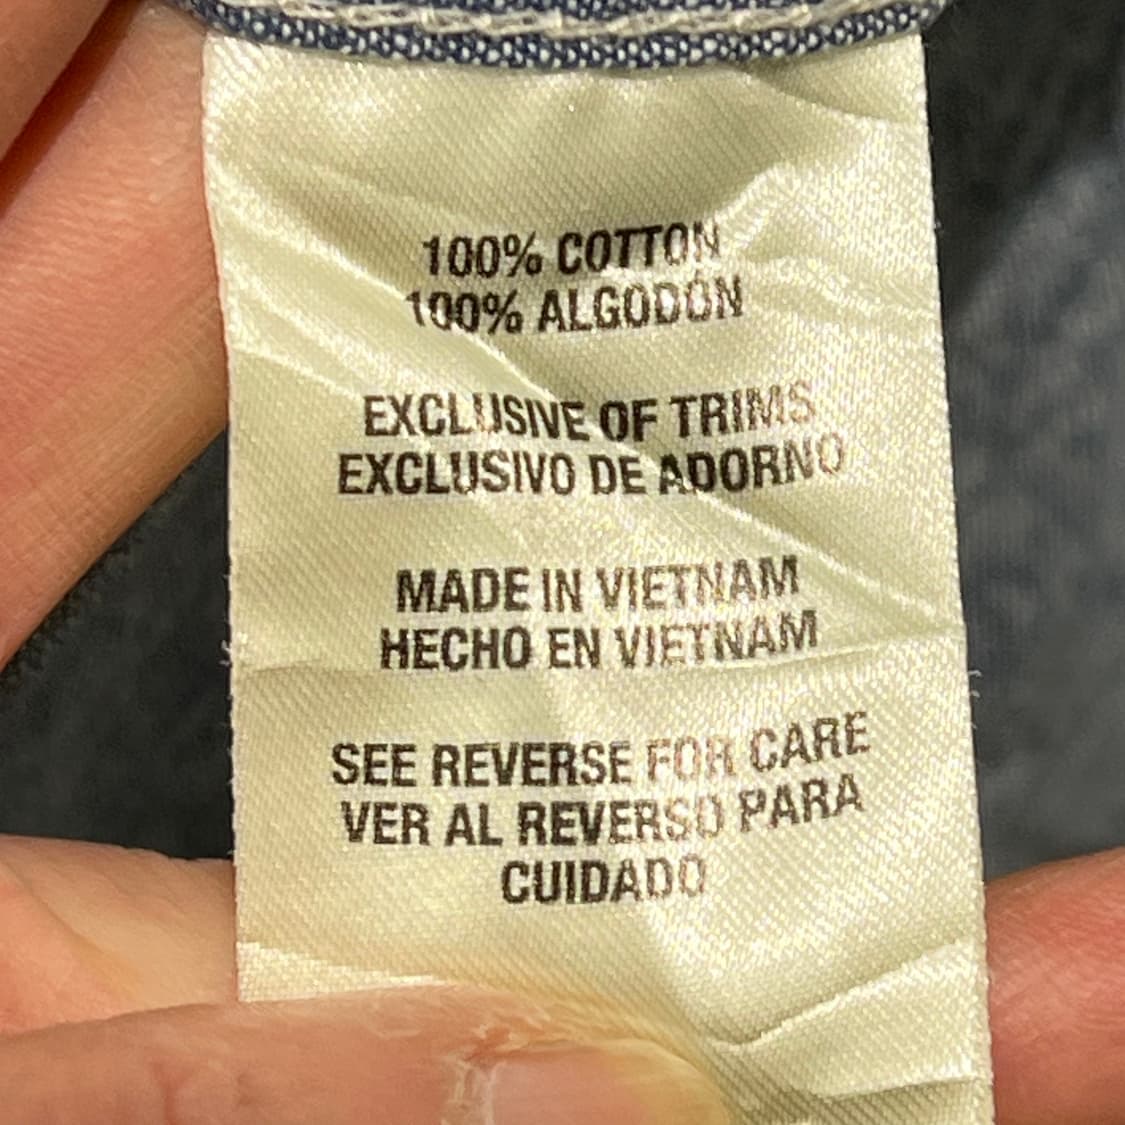 100% COTTON
100% ALGODÓN
EXCLUSIVE OF TRIMS
EXCLUSIVO DE ADORNO
MADE IN VIETNAM
HECHO EN VIETNAM
SEE REVERSE FOR CARE
VER AL REVERSO PARA
CUIDADO